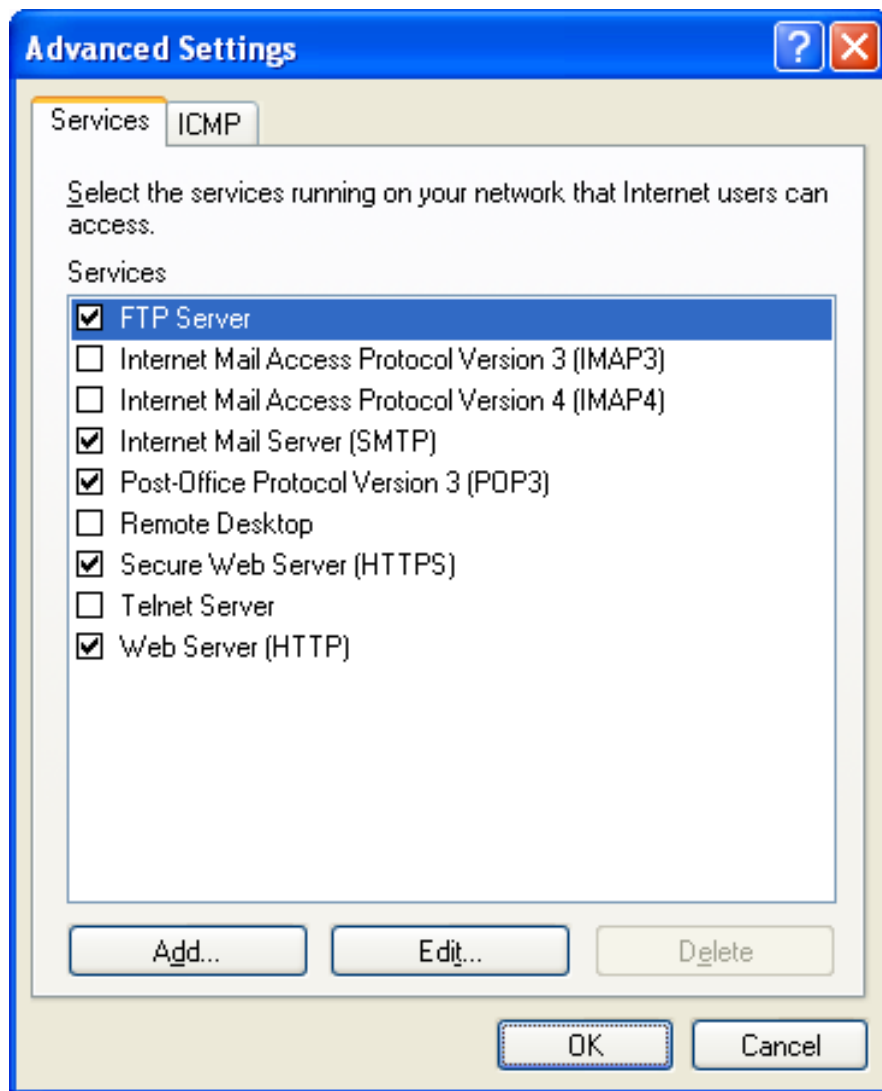 Advanced Settings
?
Services
ICMP
Select the services running on your network that Internet users can
access.
Services
FTP Server
Internet Mail Access Protocol Version 3 (IMAP3)
Internet Mail Access Protocol Version 4 (IMAP4)
Internet Mail Server (SMTP)
Post-Office Protocol Version 3 (POP3)
Remote Desktop
Secure Web Server (HTTPS)
Telnet Server
Web Server (HTTP)
Add...
Edit...
Delete
OK
Cancel